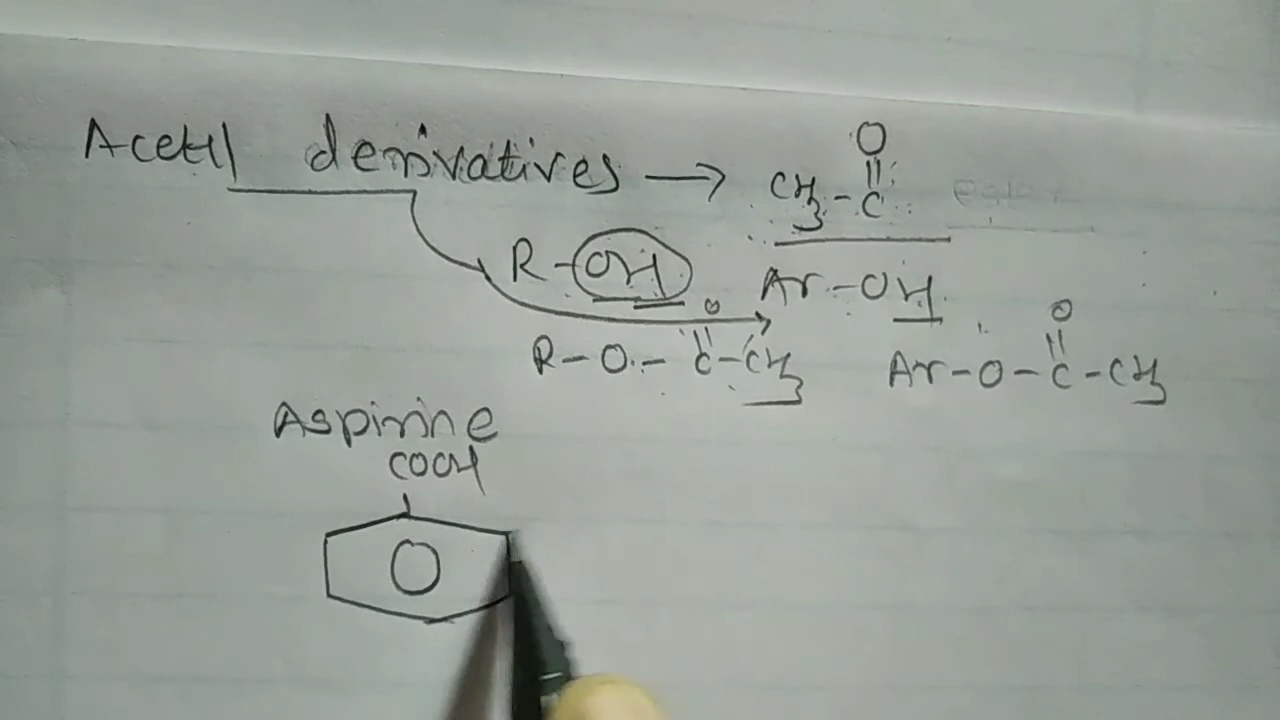 Acetyl derivatives → CH3-C=O
R-OH Ar-OH
R-O-C(=O)-CH3 Ar-O-C(=O)-CH3
Aspirine
COOH